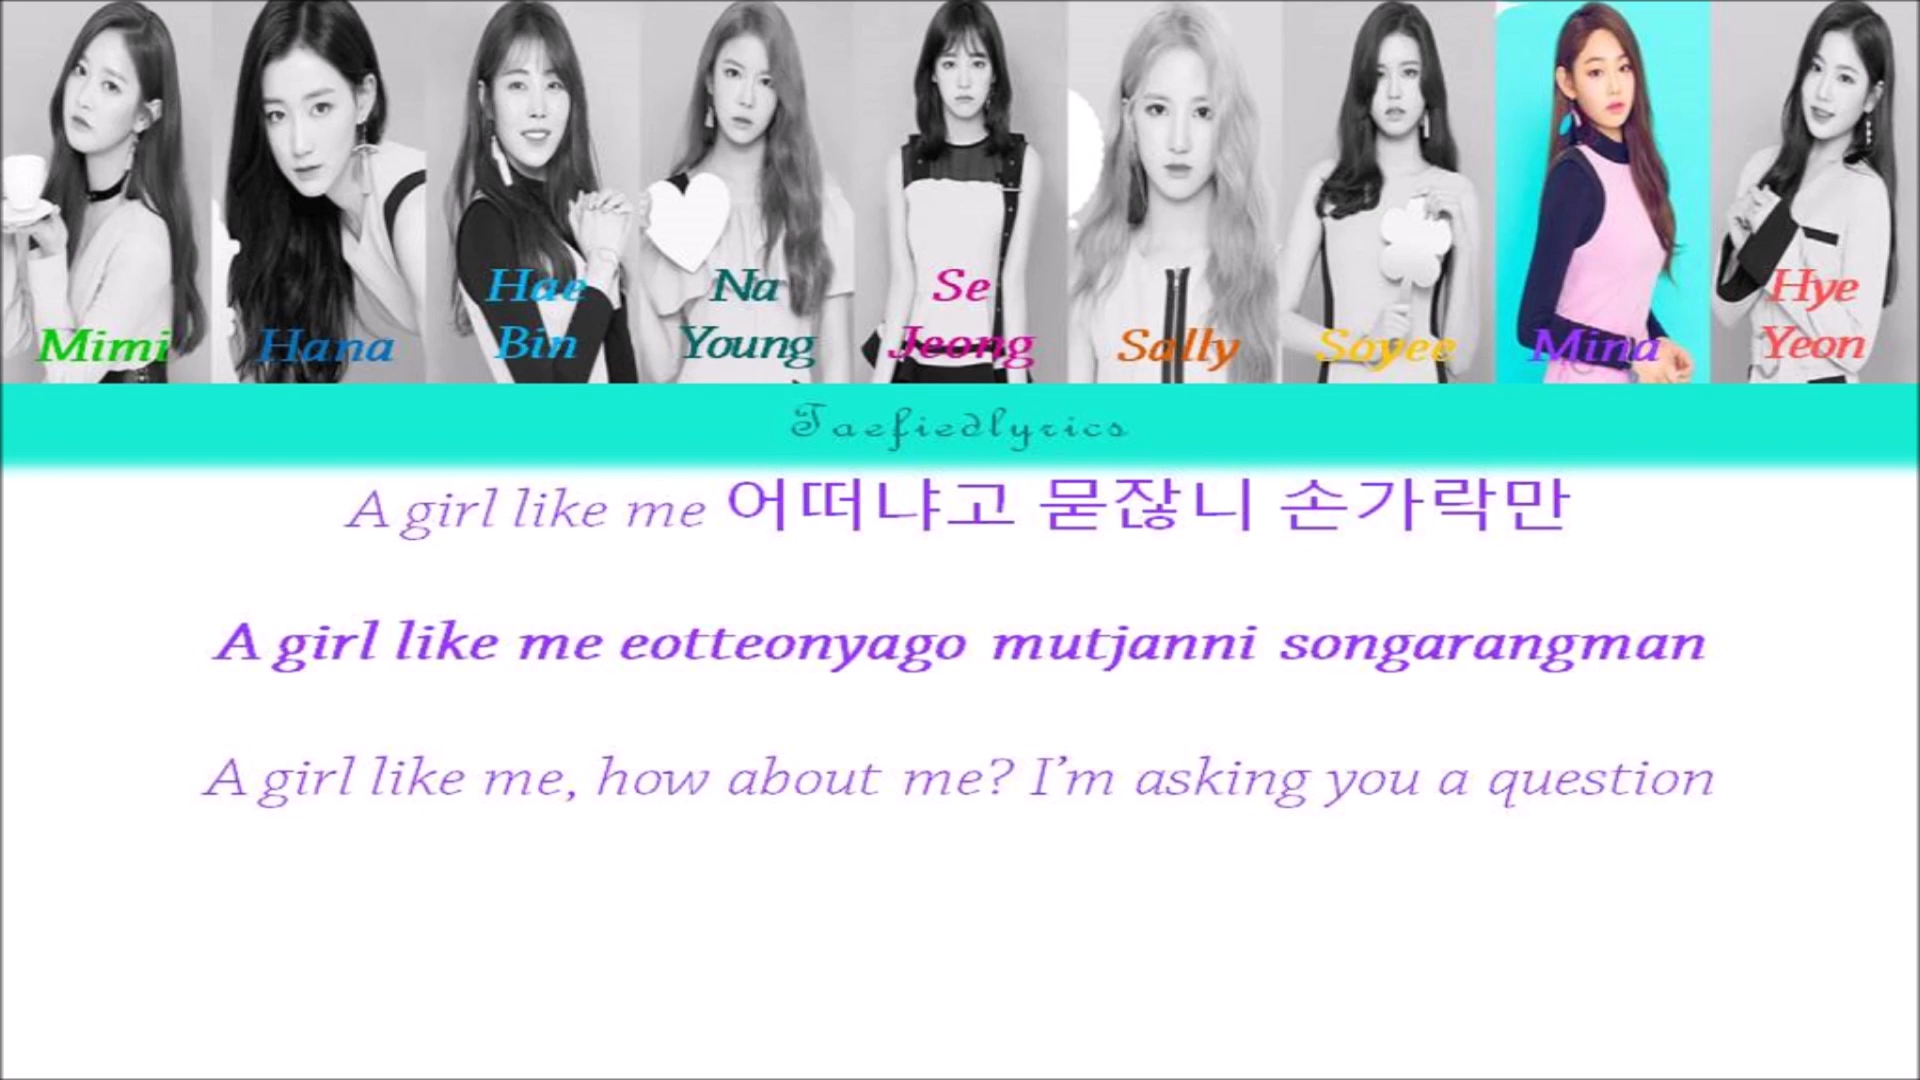 Mimi
Hana
Hae
Bin
Na
Young
Se
Jeong
Sally
Soyee
Mina
Hye
Yeon
Taefiedlyrics
A girl like me 어떠냐고 묻잖니 손가락만
A girl like me eotteonyago mutjanni songarangman
A girl like me, how about me? I’m asking you a question